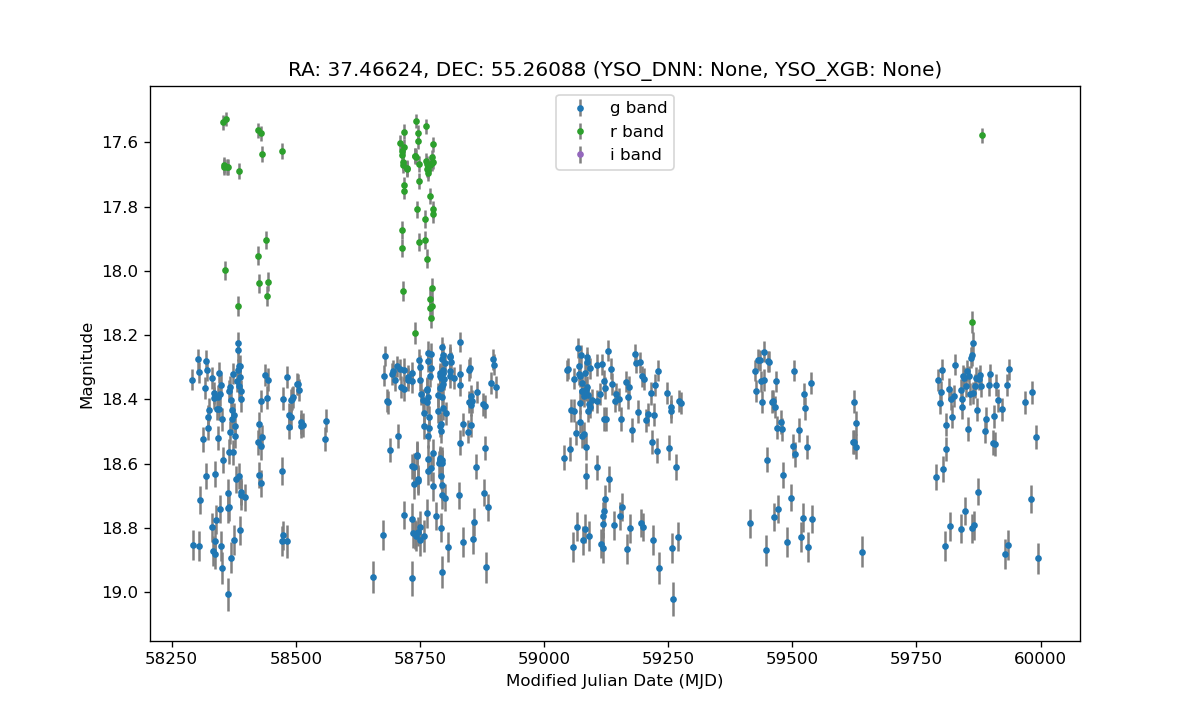 RA: 37.46624, DEC: 55.26088 (YSO_DNN: None, YSO_XGB: None)
g band
r band
i band
17.6
17.8
18.0
18.2
18.4
18.6
18.8
19.0
Magnitude
58250
58500
58750
59000
59250
59500
59750
60000
Modified Julian Date (MJD)